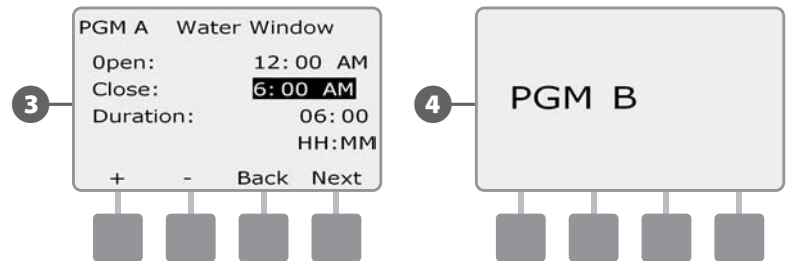 3
PGM A Water Window
Open: 12:00 AM
Close: 6:00 AM
Duration: 06:00
HH:MM
+ - Back Next
4
PGM B